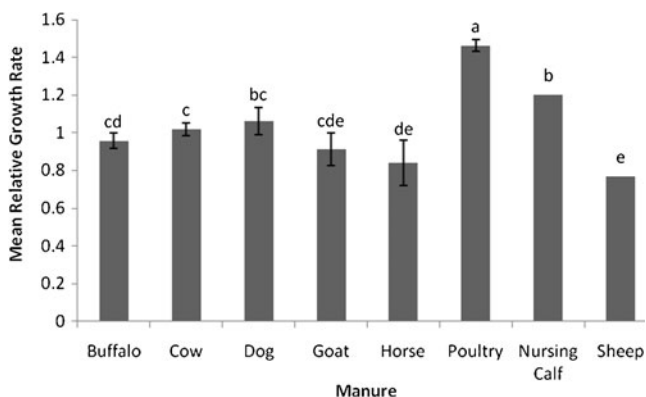 1.6
1.4
1.2
1
0.8
0.6
0.4
0.2
0
Mean Relative Growth Rate
cd
c
bc
cde
de
a
b
e
Buffalo
Cow
Dog
Goat
Horse
Poultry
Nursing
Calf
Sheep
Manure